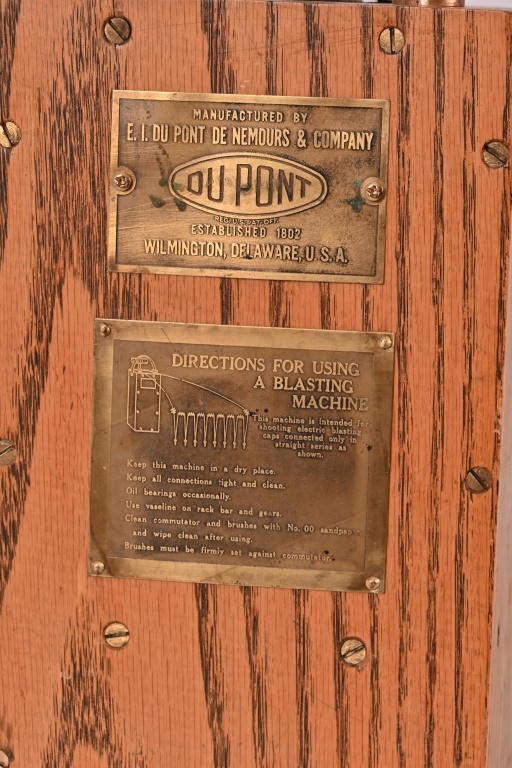 MANUFACTURED BY
E. I. DU PONT DE NEMOURS & COMPANY
DU PONT
REG. U.S. PAT. OFF.
ESTABLISHED 1802
WILMINGTON, DELAWARE, U.S.A.
DIRECTIONS FOR USING
A BLASTING
MACHINE
This machine is intended for
shooting electric blasting
caps connected only in
straight series as
shown.
Keep this machine in a dry place.
Keep all connections tight and clean.
Oil bearings occasionally.
Use vaseline on rack bar and gears.
Clean commutator and brushes with No. 00 sandpap
and wipe clean after using.
Brushes must be firmly set against commutator.